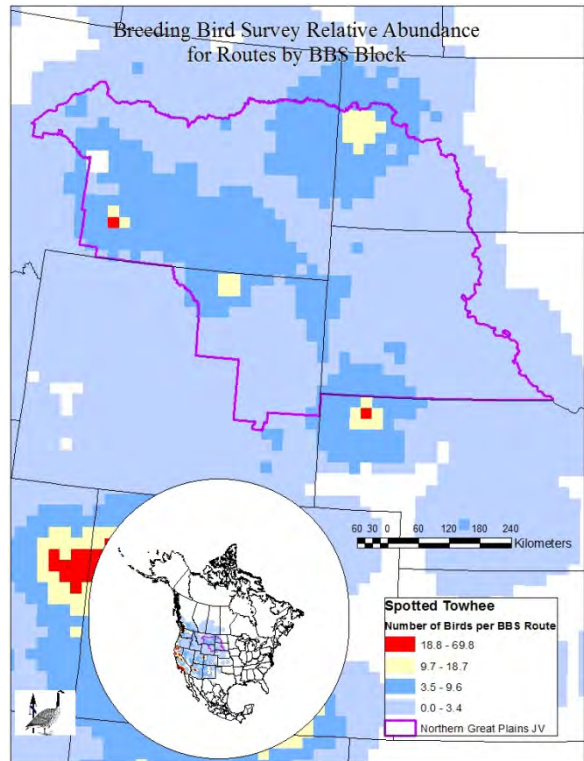 Breeding Bird Survey Relative Abundance
for Routes by BBS Block
60 30 0 60 120 180 240
Kilometers
Spotted Towhee
Number of Birds per BBS Route
18.8 - 69.8
9.7 - 18.7
3.5 - 9.6
0.0 - 3.4
Northern Great Plains JV